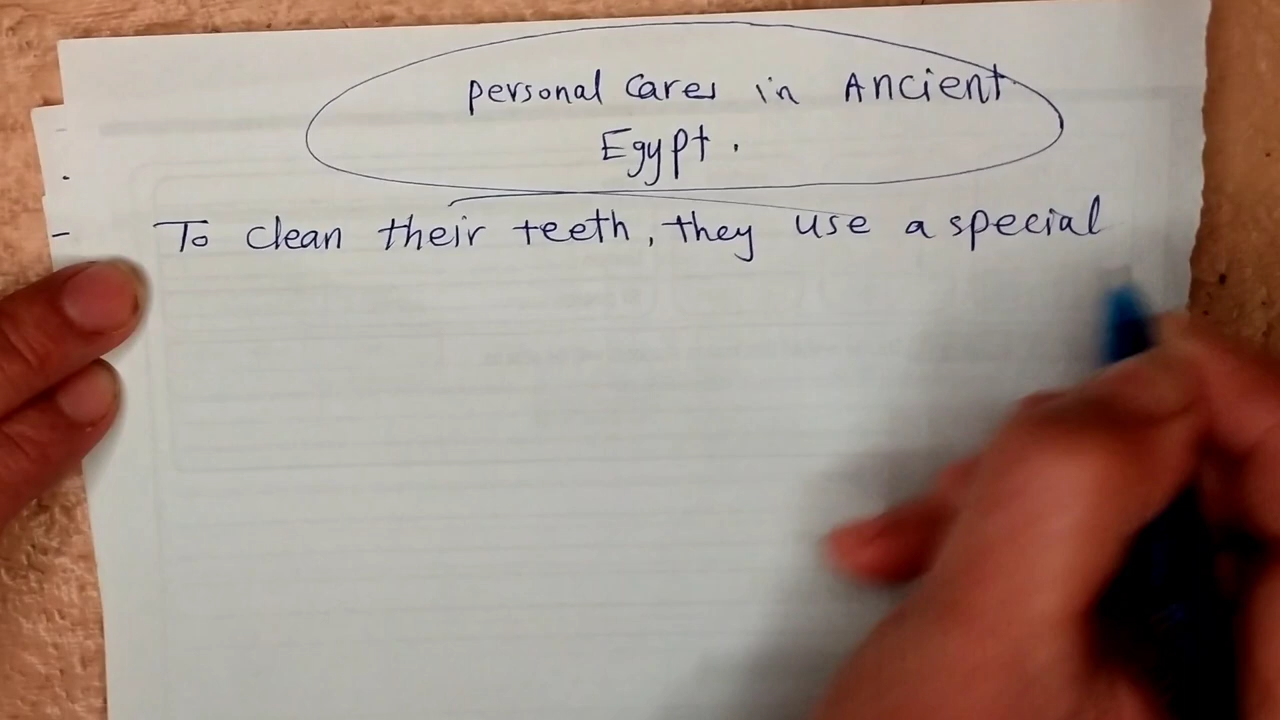 personal Cares in Ancient
Egypt.
To clean their teeth, they use a special